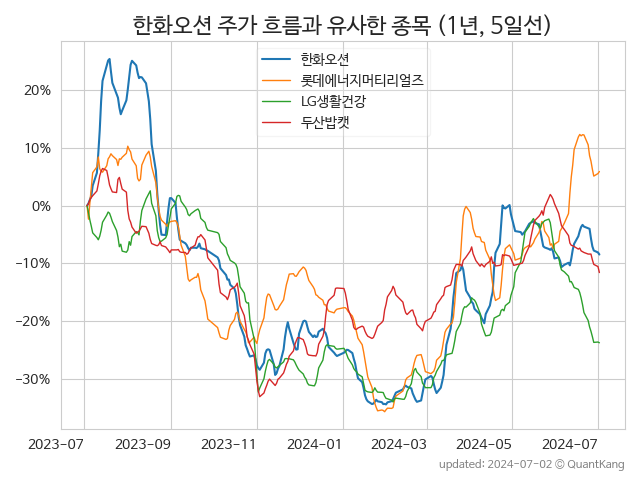 한화오션 주가 흐름과 유사한 종목 (1년, 5일선)
한화오션
롯데에너지머티리얼즈
LG생활건강
두산밥캣
20%
10%
0%
−10%
−20%
−30%
2023-07
2023-09
2023-11
2024-01
2024-03
2024-05
2024-07
updated: 2024-07-02 © QuantKang